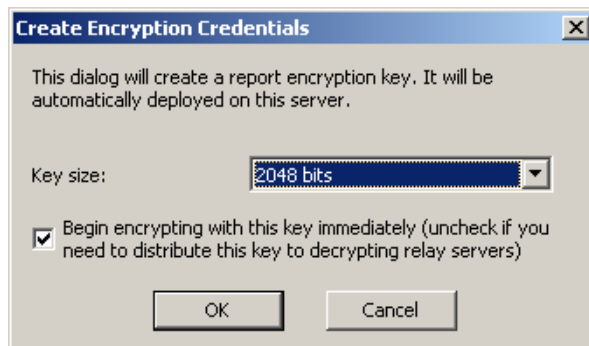 Create Encryption Credentials
This dialog will create a report encryption key. It will be
automatically deployed on this server.
Key size: 2048 bits
Begin encrypting with this key immediately (uncheck if you
need to distribute this key to decrypting relay servers)
OK Cancel